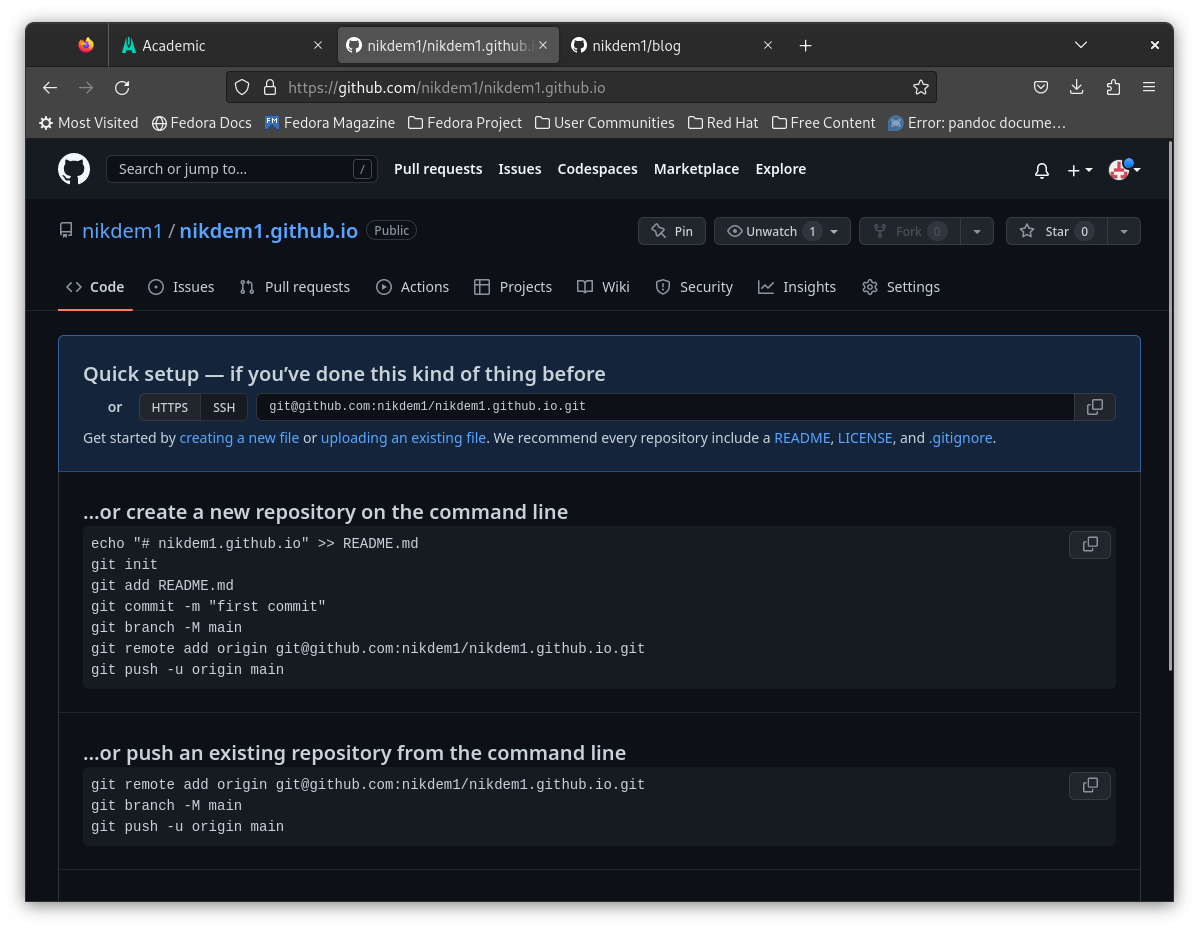 Academic
nikdem1/nikdem1.github.
nikdem1/blog
https://github.com/nikdem1/nikdem1.github.io
Most Visited
Fedora Docs
FM Fedora Magazine
Fedora Project
User Communities
Red Hat
Free Content
Error: pandoc docume…
Search or jump to…
/
Pull requests
Issues
Codespaces
Marketplace
Explore
nikdem1 / nikdem1.github.io
Public
Pin
Unwatch 1
Fork 0
Star 0
Code
Issues
Pull requests
Actions
Projects
Wiki
Security
Insights
Settings
Quick setup — if you’ve done this kind of thing before
or
HTTPS
SSH
git@github.com:nikdem1/nikdem1.github.io.git
Get started by creating a new file or uploading an existing file. We recommend every repository include a README, LICENSE, and .gitignore.
…or create a new repository on the command line
echo "# nikdem1.github.io" >> README.md
git init
git add README.md
git commit -m "first commit"
git branch -M main
git remote add origin git@github.com:nikdem1/nikdem1.github.io.git
git push -u origin main
…or push an existing repository from the command line
git remote add origin git@github.com:nikdem1/nikdem1.github.io.git
git branch -M main
git push -u origin main